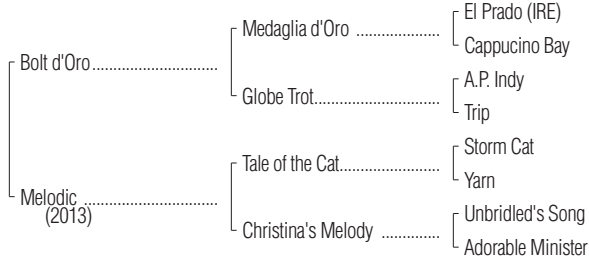 El Prado (IRE)
Medaglia d'Oro ..................
Cappucino Bay
Bolt d'Oro.............................
A.P. Indy
Globe Trot.............................
Trip
Storm Cat
Tale of the Cat.......................
Yarn
Melodic ...............................
(2013)
Unbridled's Song
Christina's Melody .............
Adorable Minister